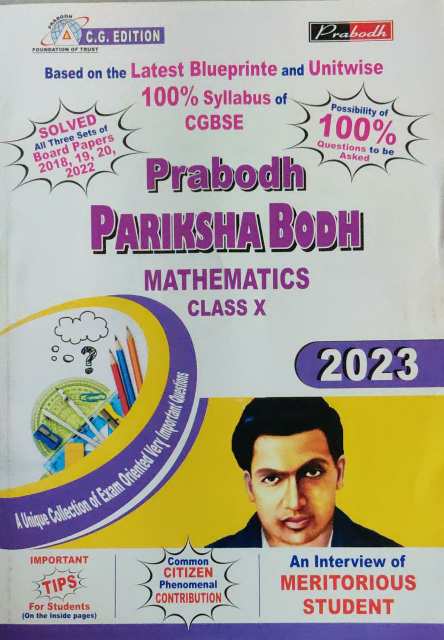 PRABODH
FOUNDATION OF TRUST
C.G. EDITION
Prabodh
Based on the Latest Blueprinte and Unitwise
100% Syllabus of
CGBSE
SOLVED
All Three Sets of
Board Papers
2018, 19, 20,
2022
Possibility of
100%
Questions to be
Asked
Prabodh
PARIKSHA BODH
MATHEMATICS
CLASS X
2023
?
A Unique Collection of Exam Oriented Very Important Questions
IMPORTANT
TIPS
For Students
(On the inside pages)
Common
CITIZEN
Phenomenal
CONTRIBUTION
An Interview of
MERITORIOUS
STUDENT